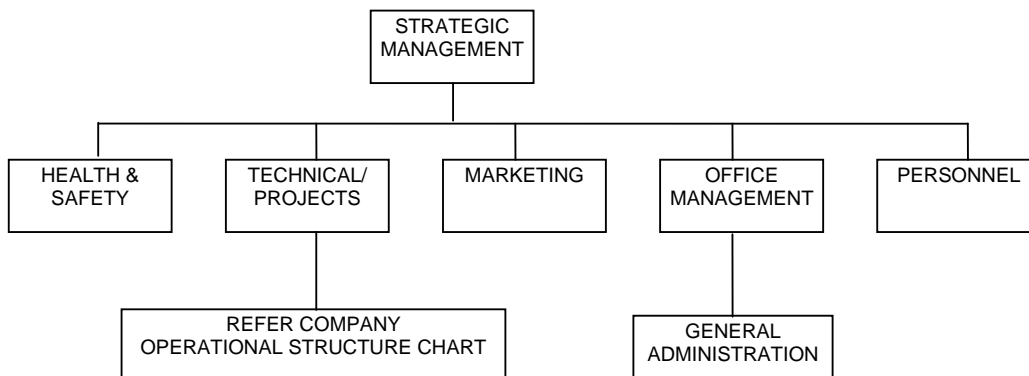 STRATEGIC
MANAGEMENT
HEALTH &
SAFETY
TECHNICAL/
PROJECTS
MARKETING
OFFICE
MANAGEMENT
PERSONNEL
REFER COMPANY
OPERATIONAL STRUCTURE CHART
GENERAL
ADMINISTRATION